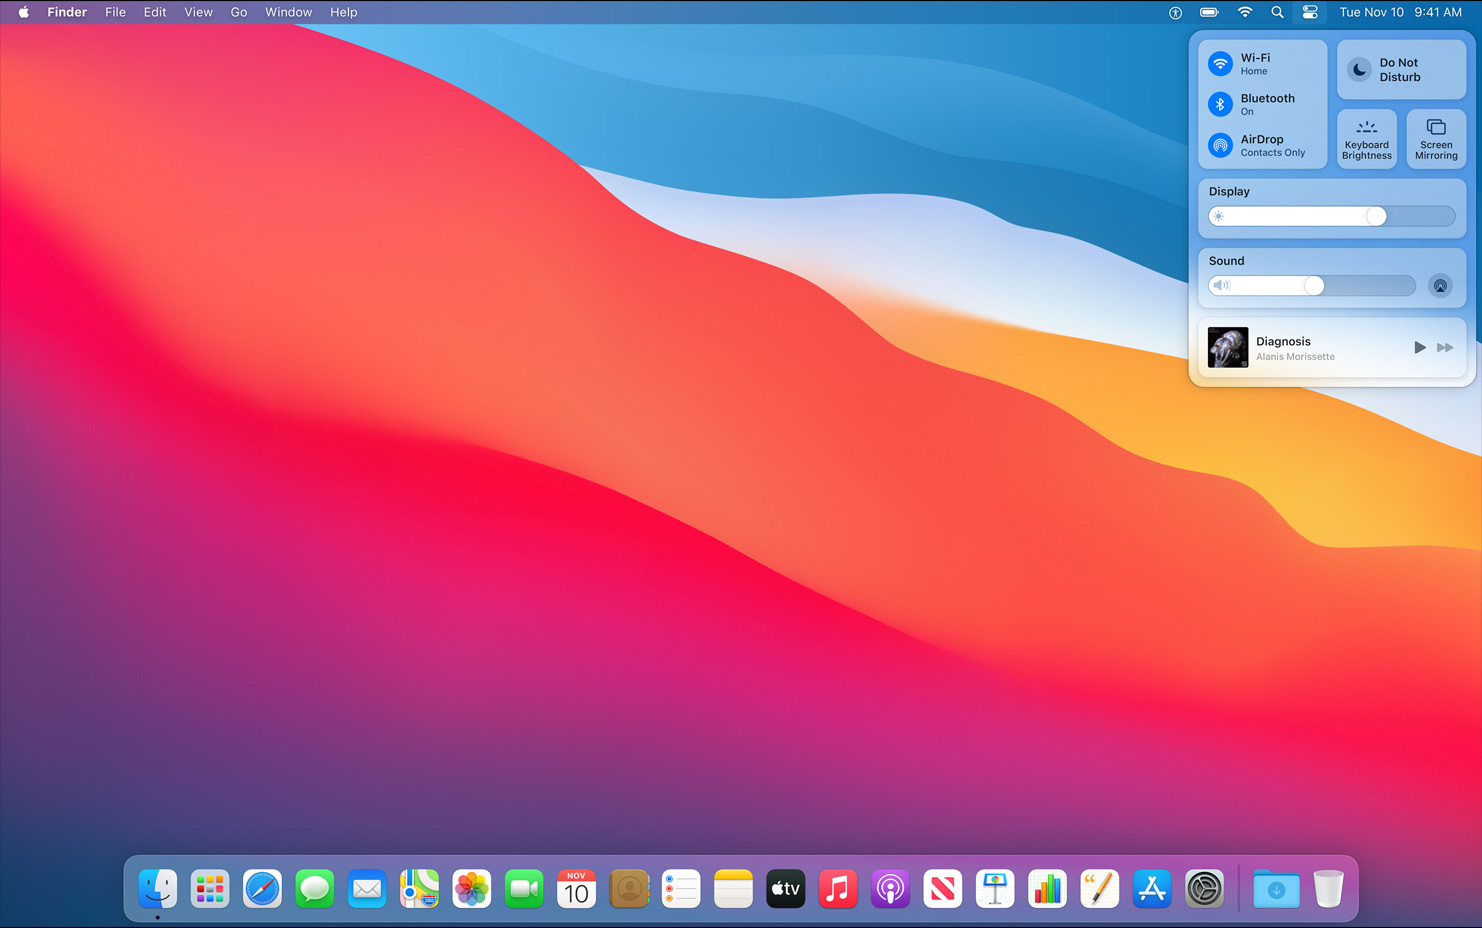 Finder File Edit View Go Window Help Tue Nov 10 9:41 AM
Wi-Fi
Home
Bluetooth
On
AirDrop
Contacts Only
Do Not
Disturb
Keyboard
Brightness
Screen
Mirroring
Display
Sound
Diagnosis
Alanis Morissette
NOV
10
tv
280